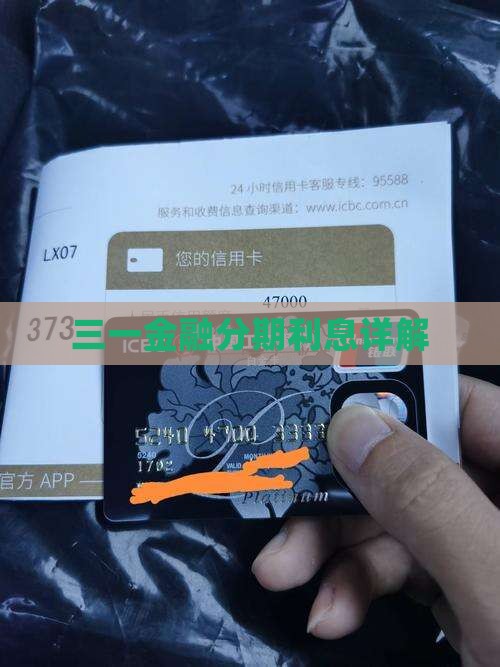 24 小时信用卡客服专线：95588
服务和收费信息查询渠道：www.icbc.com.cn
LX07
您的信用卡
47000
373
三一金融分期利息详解
官方 APP
Platinum